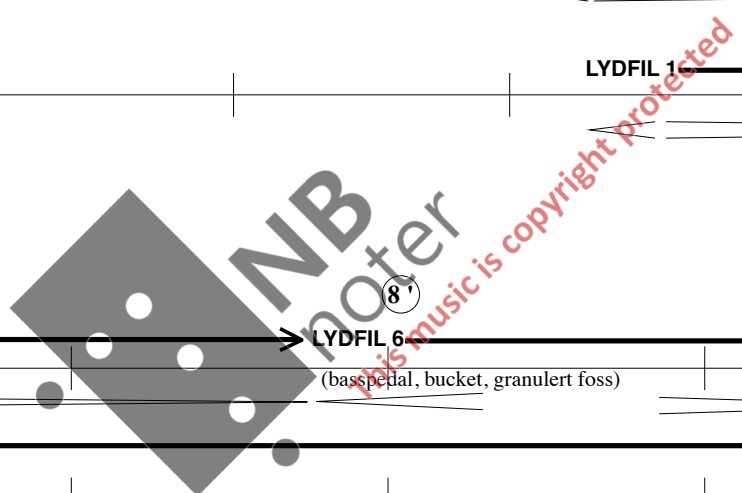 LYDFIL 1
NB
noter
This music is copyright protected
8 '
LYDFIL 6
(basspedal, bucket, granulert foss)